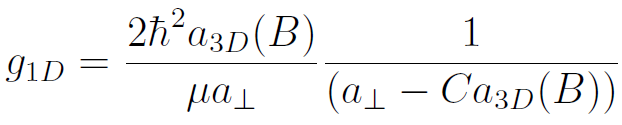 g_{1D} = \frac{2\hbar^2 a_{3D}(B)}{\mu a_\perp} \frac{1}{(a_\perp - C a_{3D}(B))}